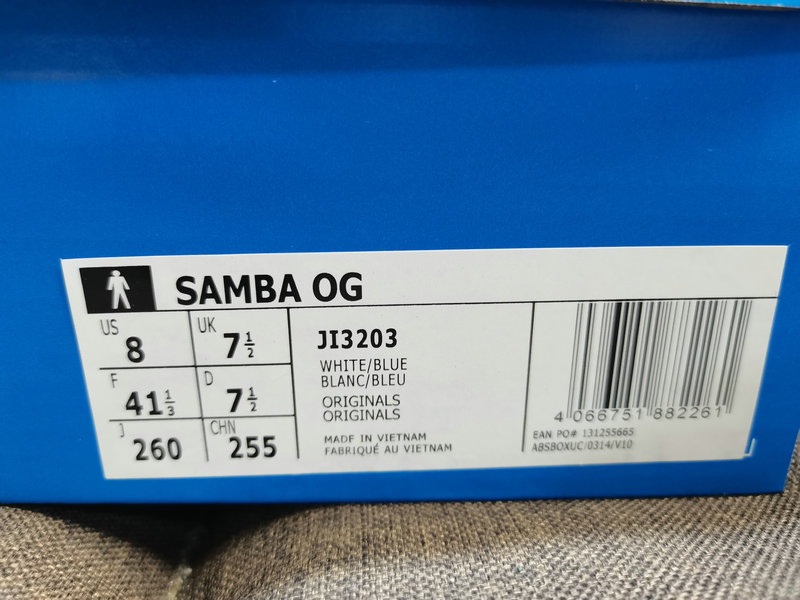 SAMBA OG
US 8
UK 7 1/2
F 41 1/3
D 7 1/2
J 260
CHN 255
JI3203
WHITE/BLUE
BLANC/BLEU
ORIGINALS
ORIGINALS
MADE IN VIETNAM
FABRIQUÉ AU VIETNAM
4 066751 882261
EAN PO# 131255665
ABSBOXUC/0314/V10